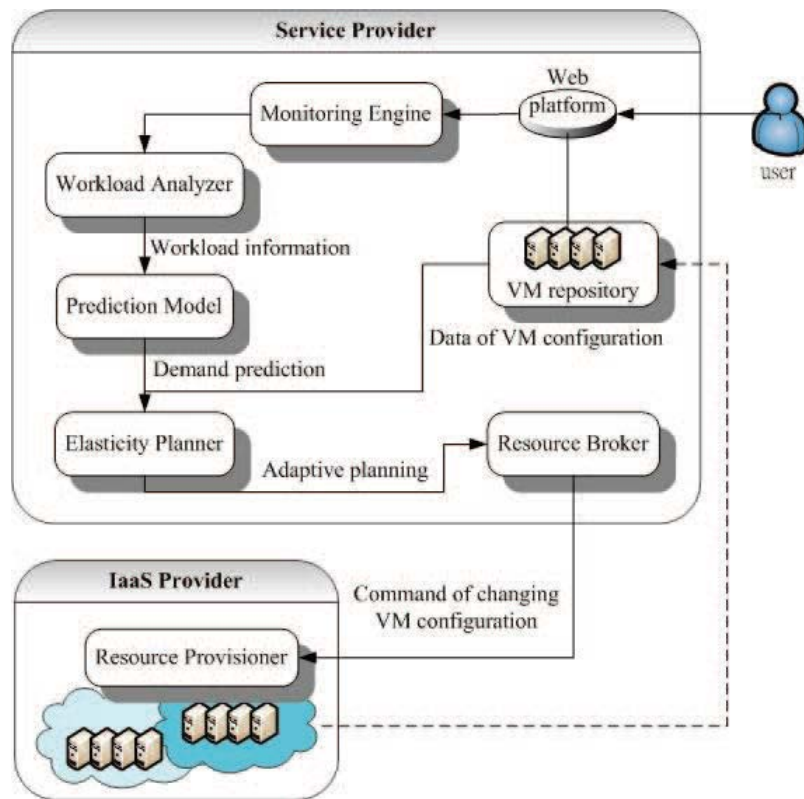 Service Provider
Web
platform
Monitoring Engine
user
Workload Analyzer
Workload information
VM repository
Prediction Model
Data of VM configuration
Demand prediction
Elasticity Planner
Resource Broker
Adaptive planning
IaaS Provider
Command of changing
VM configuration
Resource Provisioner